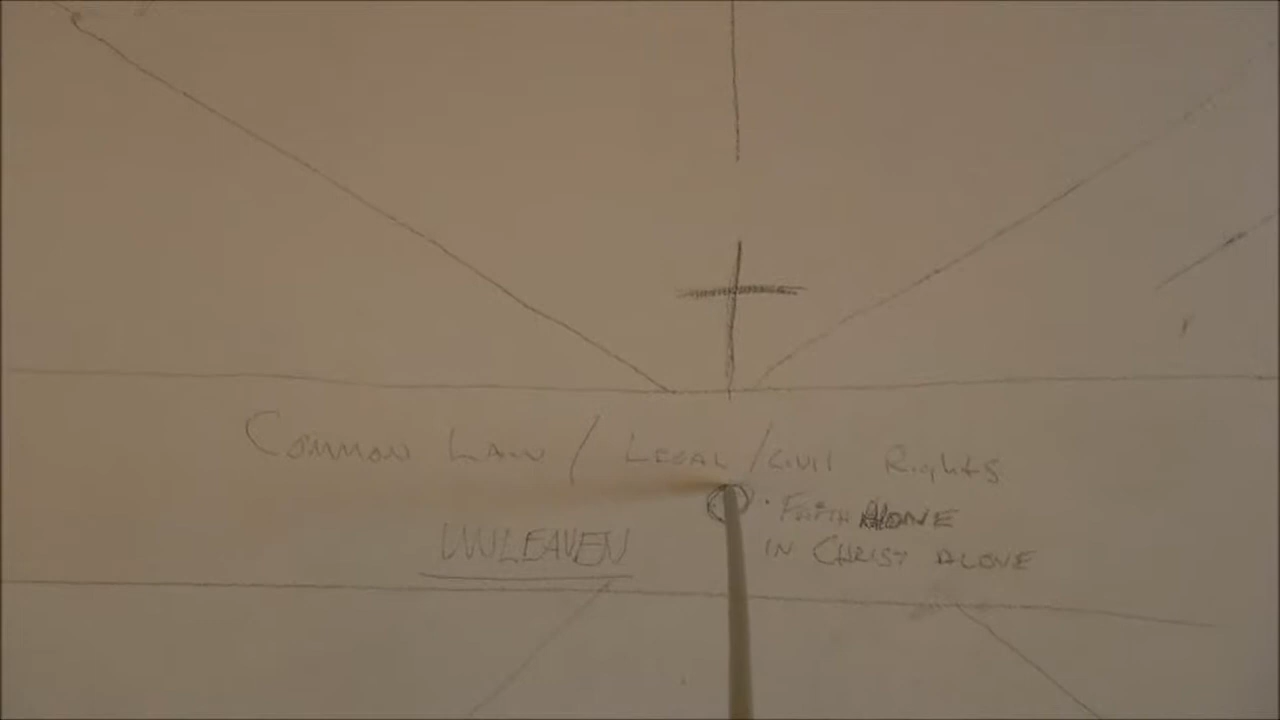 Common Law / Legal / Civil Rights
• Faith Alone
in Christ Alone
UNLEAVEN